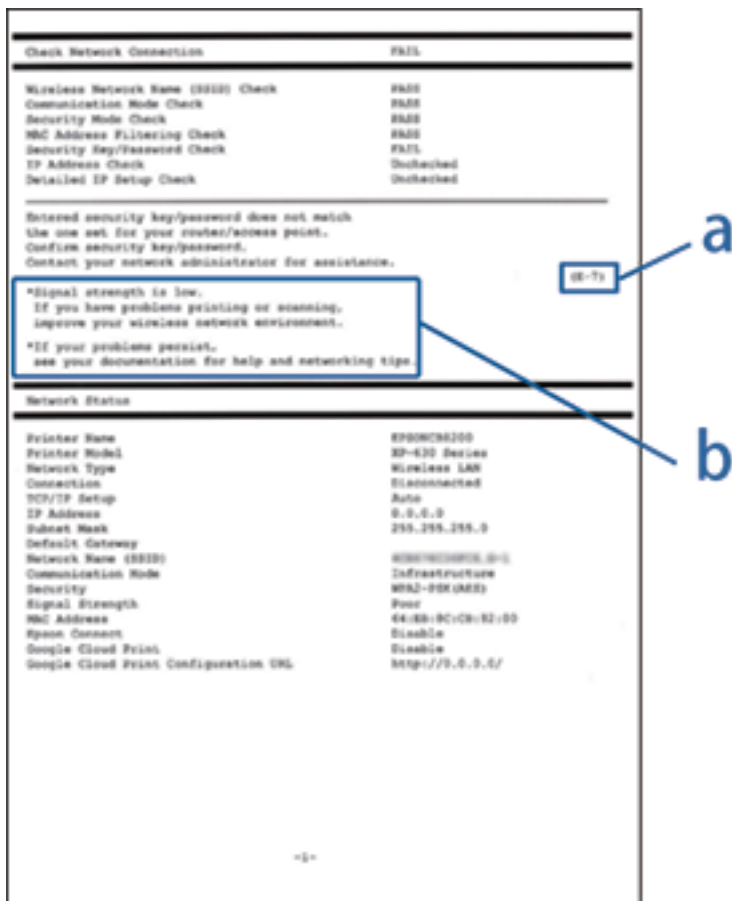 Check Network Connection FAIL
Wireless Network Name (SSID) Check PASS
Communication Mode Check PASS
Security Mode Check PASS
MAC Address Filtering Check PASS
Security Key/Password Check FAIL
IP Address Check Unchecked
Detailed IP Setup Check Unchecked
Entered security key/password does not match
the one set for your router/access point.
Confirm security key/password.
Contact your network administrator for assistance.
(E-7)
a
*Signal strength is low.
If you have problems printing or scanning,
improve your wireless network environment.
*If your problems persist,
see your documentation for help and networking tips.
b
Network Status
Printer Name
Printer Model XP-630 Series
Network Type Wireless LAN
Connection Disconnected
TCP/IP Setup Auto
IP Address 0.0.0.0
Subnet Mask 255.255.255.0
Default Gateway
Network Name (SSID)
Communication Mode Infrastructure
Security WPA2-PSK(AES)
Signal Strength Poor
MAC Address
Epson Connect Disable
Google Cloud Print Disable
Google Cloud Print Configuration URL http://0.0.0.0/
-1-